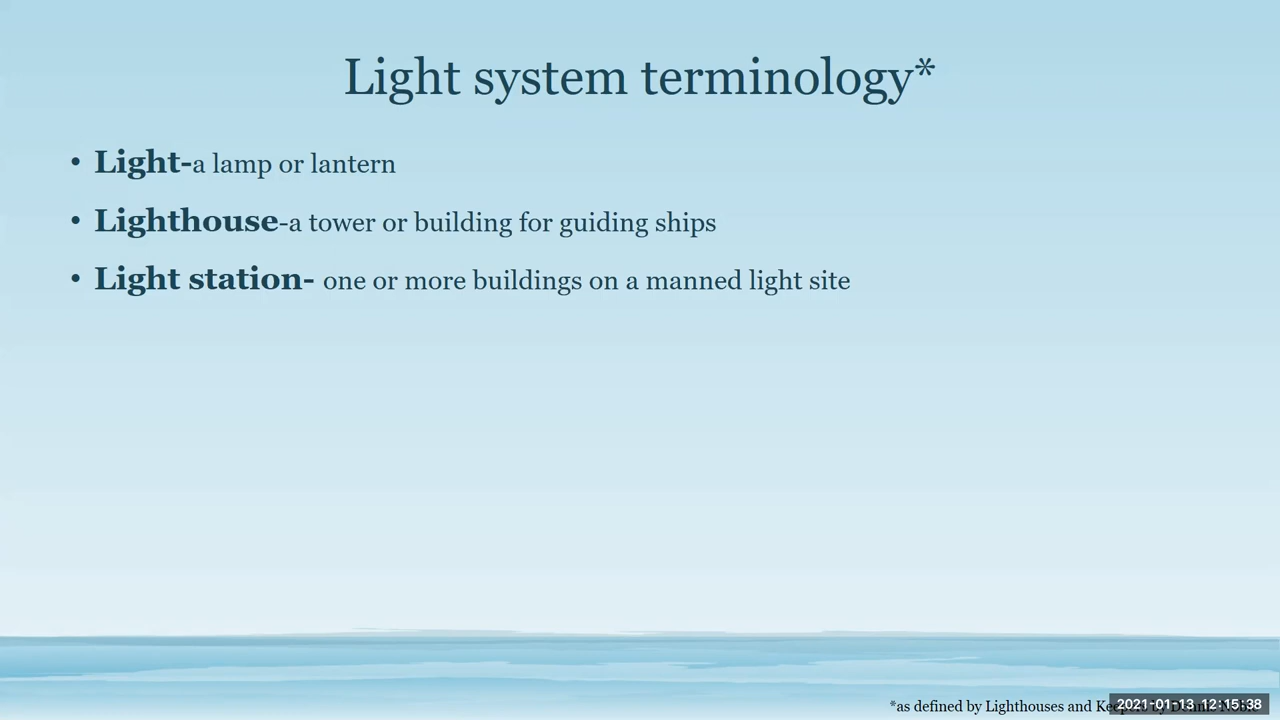 Light system terminology*
• Light-a lamp or lantern
• Lighthouse-a tower or building for guiding ships
• Light station- one or more buildings on a manned light site
*as defined by Lighthouses and
2021-01-13 12:15:38